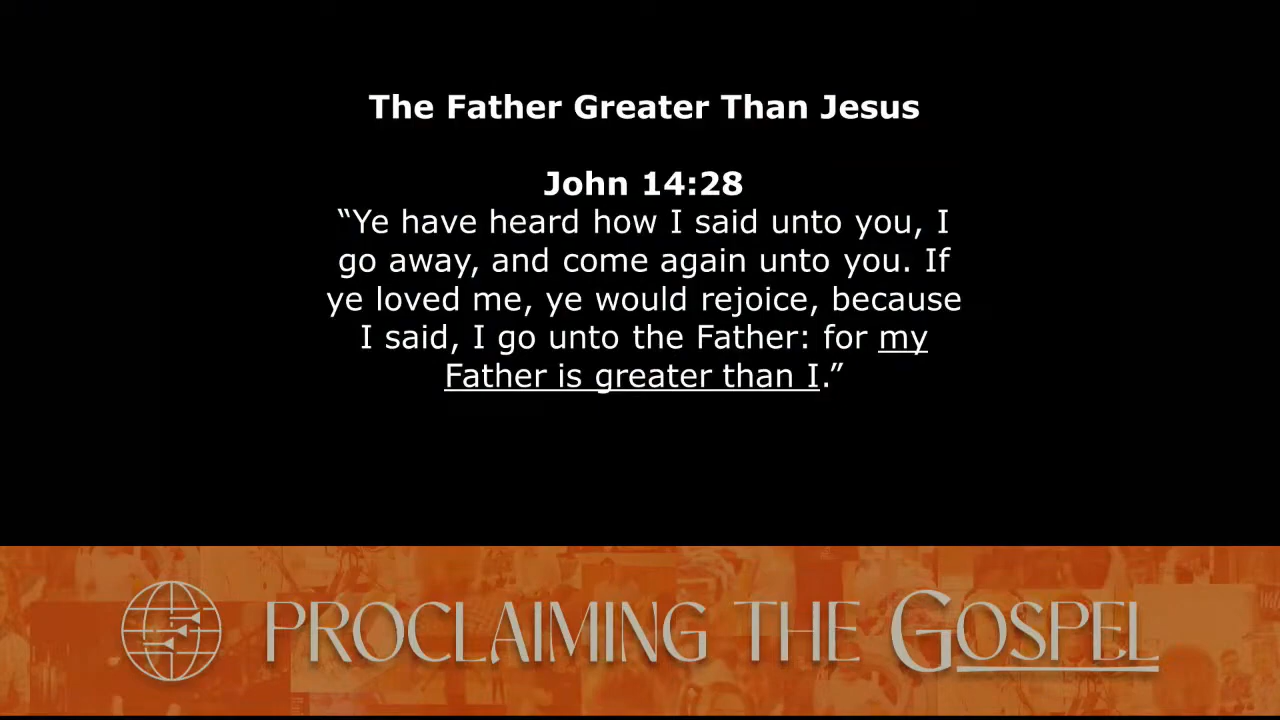 The Father Greater Than Jesus
John 14:28
“Ye have heard how I said unto you, I
go away, and come again unto you. If
ye loved me, ye would rejoice, because
I said, I go unto the Father: for my
Father is greater than I.”
PROCLAIMING THE GOSPEL